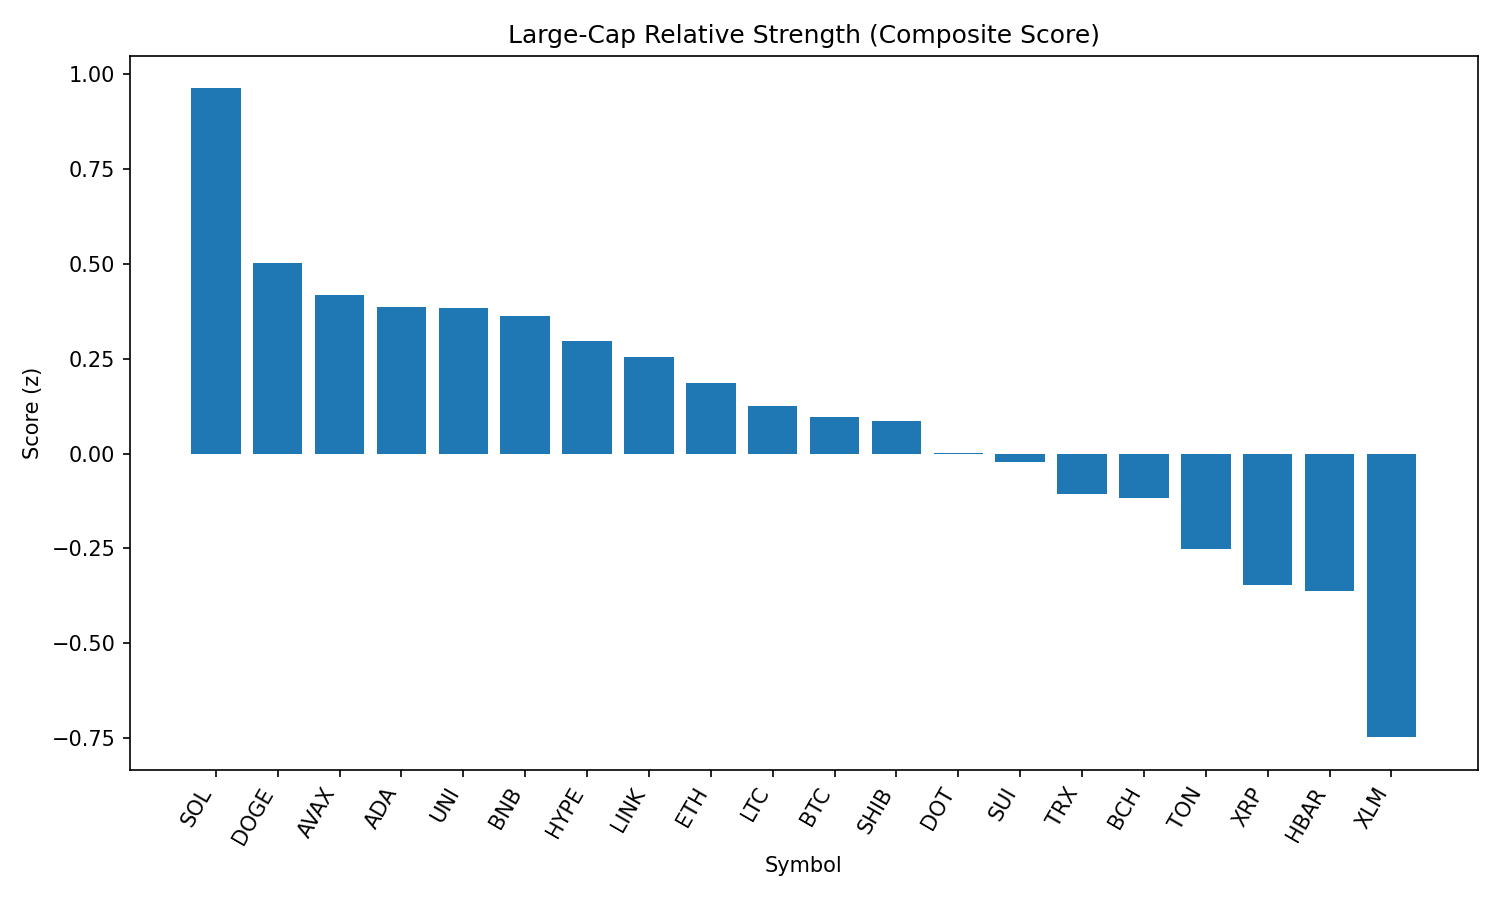 Large-Cap Relative Strength (Composite Score)
1.00
0.75
0.50
0.25
0.00
−0.25
−0.50
−0.75
Score (z)
SOL
DOGE
AVAX
ADA
UNI
BNB
HYPE
LINK
ETH
LTC
BTC
SHIB
DOT
SUI
TRX
BCH
TON
XRP
HBAR
XLM
Symbol